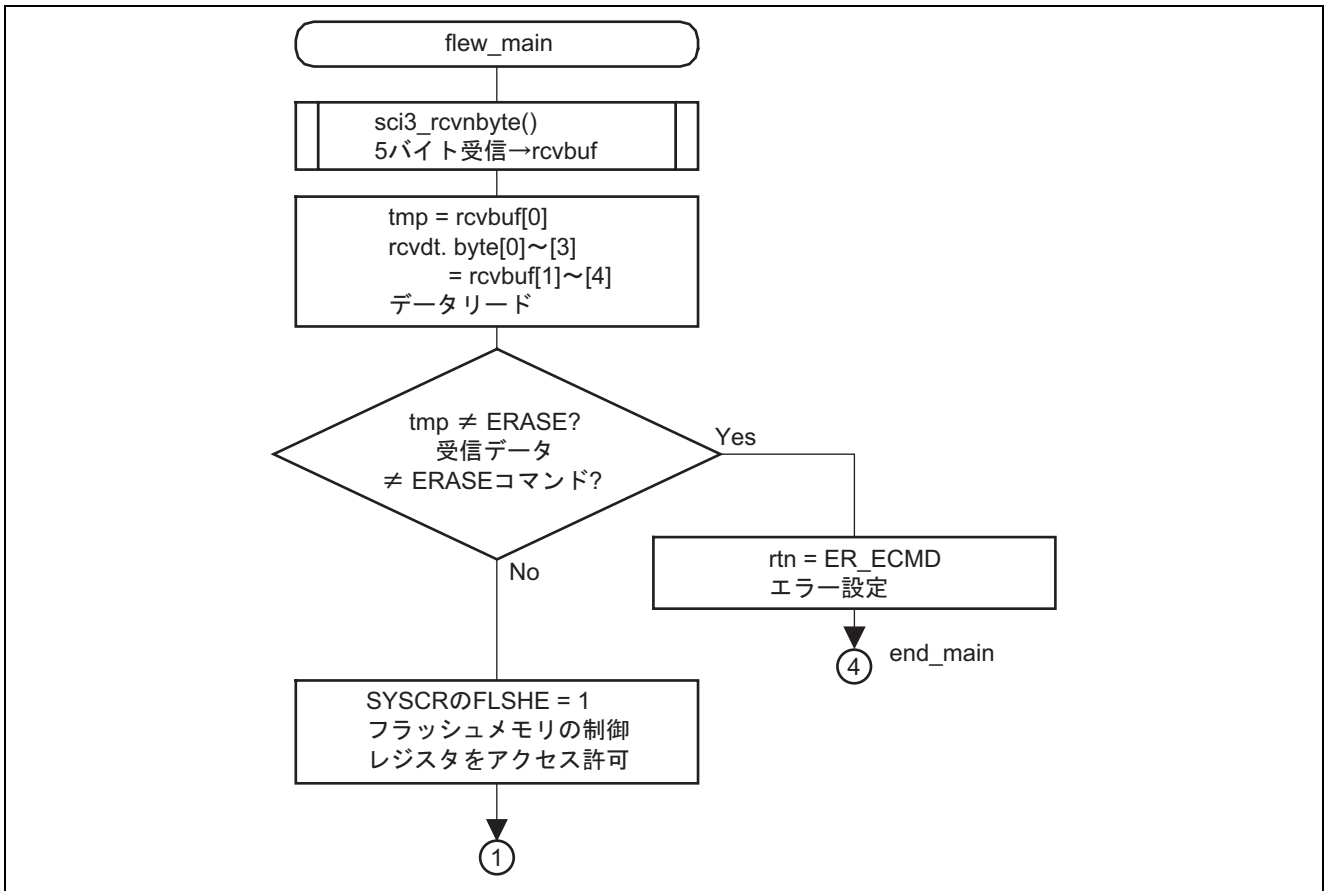 flew_main
sci3_rcvnbyte()
5バイト受信→rcvbuf
tmp = rcvbuf[0]
rcvdt. byte[0]~[3]
= rcvbuf[1]~[4]
データリード
tmp ≠ ERASE?
受信データ
≠ ERASEコマンド?
Yes
No
rtn = ER_ECMD
エラー設定
4
end_main
SYSCRのFLSHE = 1
フラッシュメモリの制御
レジスタをアクセス許可
1